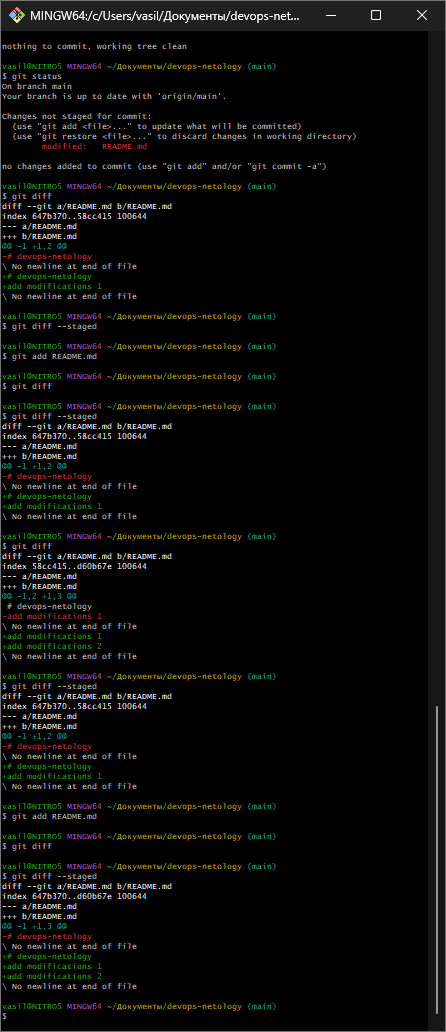 MINGW64:/c/Users/vasil/Документы/devops-net...
nothing to commit, working tree clean
vasil@NITRO5 MINGW64 ~/Документы/devops-netology (main)
$ git status
On branch main
Your branch is up to date with 'origin/main'.
Changes not staged for commit:
  (use "git add <file>..." to update what will be committed)
  (use "git restore <file>..." to discard changes in working directory)
        modified:   README.md
no changes added to commit (use "git add" and/or "git commit -a")
vasil@NITRO5 MINGW64 ~/Документы/devops-netology (main)
$ git diff
diff --git a/README.md b/README.md
index 647b370..58cc415 100644
--- a/README.md
+++ b/README.md
@@ -1 +1,2 @@
-# devops-netology
\ No newline at end of file
+# devops-netology
+add modifications 1
\ No newline at end of file
vasil@NITRO5 MINGW64 ~/Документы/devops-netology (main)
$ git diff --staged
vasil@NITRO5 MINGW64 ~/Документы/devops-netology (main)
$ git add README.md
vasil@NITRO5 MINGW64 ~/Документы/devops-netology (main)
$ git diff
vasil@NITRO5 MINGW64 ~/Документы/devops-netology (main)
$ git diff --staged
diff --git a/README.md b/README.md
index 647b370..58cc415 100644
--- a/README.md
+++ b/README.md
@@ -1 +1,2 @@
-# devops-netology
\ No newline at end of file
+# devops-netology
+add modifications 1
\ No newline at end of file
vasil@NITRO5 MINGW64 ~/Документы/devops-netology (main)
$ git diff
diff --git a/README.md b/README.md
index 58cc415..d60b67e 100644
--- a/README.md
+++ b/README.md
@@ -1,2 +1,3 @@
 # devops-netology
-add modifications 1
\ No newline at end of file
+add modifications 1
+add modifications 2
\ No newline at end of file
vasil@NITRO5 MINGW64 ~/Документы/devops-netology (main)
$ git diff --staged
diff --git a/README.md b/README.md
index 647b370..58cc415 100644
--- a/README.md
+++ b/README.md
@@ -1 +1,2 @@
-# devops-netology
\ No newline at end of file
+# devops-netology
+add modifications 1
\ No newline at end of file
vasil@NITRO5 MINGW64 ~/Документы/devops-netology (main)
$ git add README.md
vasil@NITRO5 MINGW64 ~/Документы/devops-netology (main)
$ git diff
vasil@NITRO5 MINGW64 ~/Документы/devops-netology (main)
$ git diff --staged
diff --git a/README.md b/README.md
index 647b370..d60b67e 100644
--- a/README.md
+++ b/README.md
@@ -1 +1,3 @@
-# devops-netology
\ No newline at end of file
+# devops-netology
+add modifications 1
+add modifications 2
\ No newline at end of file
vasil@NITRO5 MINGW64 ~/Документы/devops-netology (main)
$